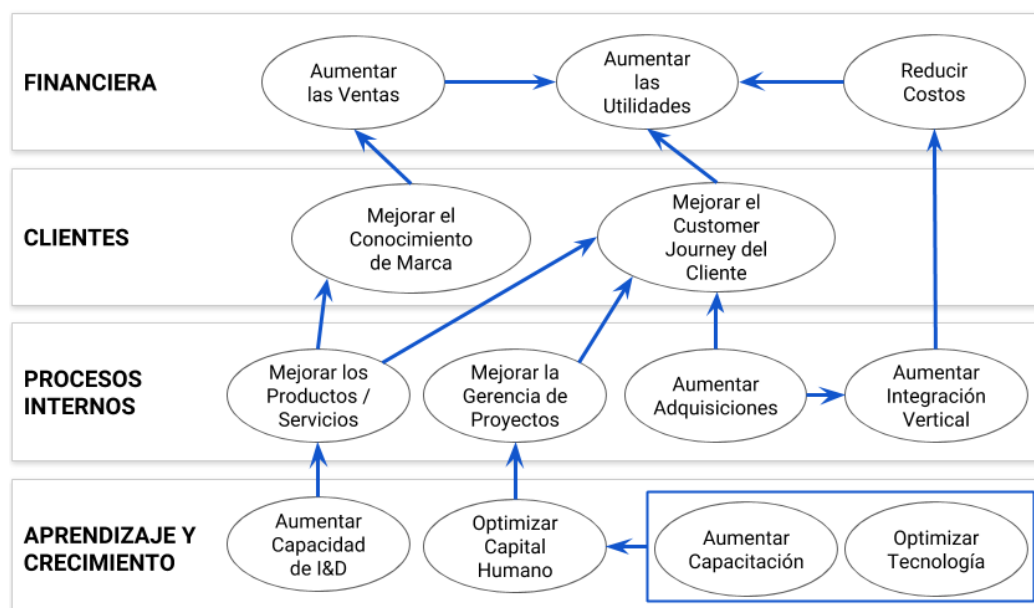 FINANCIERA
Aumentar
las Ventas
Aumentar
las
Utilidades
Reducir
Costos
CLIENTES
Mejorar el
Conocimiento
de Marca
Mejorar el
Customer
Journey del
Cliente
PROCESOS
INTERNOS
Mejorar los
Productos /
Servicios
Mejorar la
Gerencia de
Proyectos
Aumentar
Adquisiciones
Aumentar
Integración
Vertical
APRENDIZAJE Y
CRECIMIENTO
Aumentar
Capacidad
de I&D
Optimizar
Capital
Humano
Aumentar
Capacitación
Optimizar
Tecnología